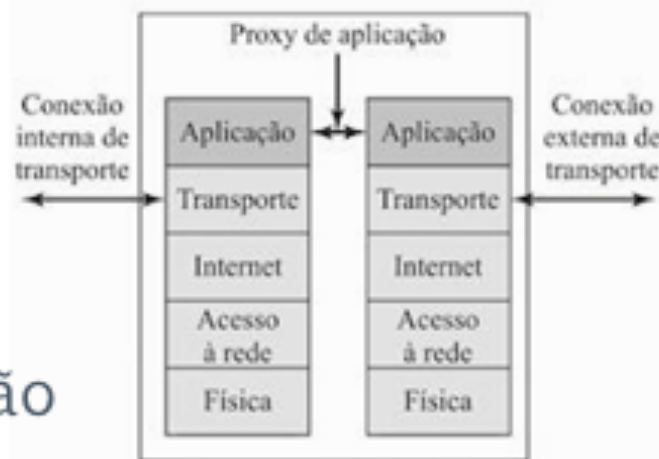 Proxy de aplicação
Conexão
interna de
transporte
Aplicação
Transporte
Internet
Acesso
à rede
Física
Aplicação
Transporte
Internet
Acesso
à rede
Física
Conexão
externa de
transporte
ão